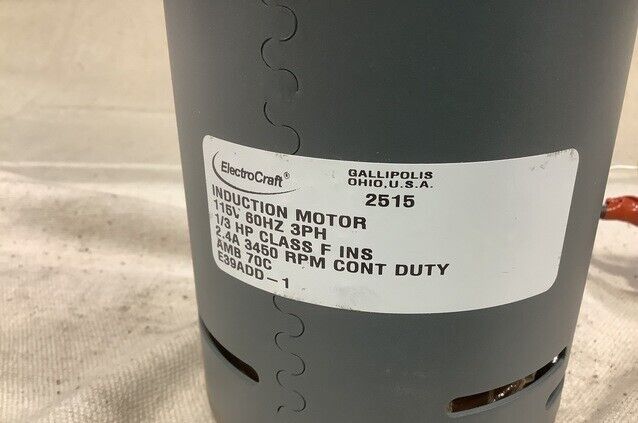 ElectroCraft®
GALLIPOLIS
OHIO, U.S.A.
2515
INDUCTION MOTOR
115V 60HZ 3PH
1/3 HP CLASS F INS
2.4A 3450 RPM CONT DUTY
AMB 70C
E39ADD-1